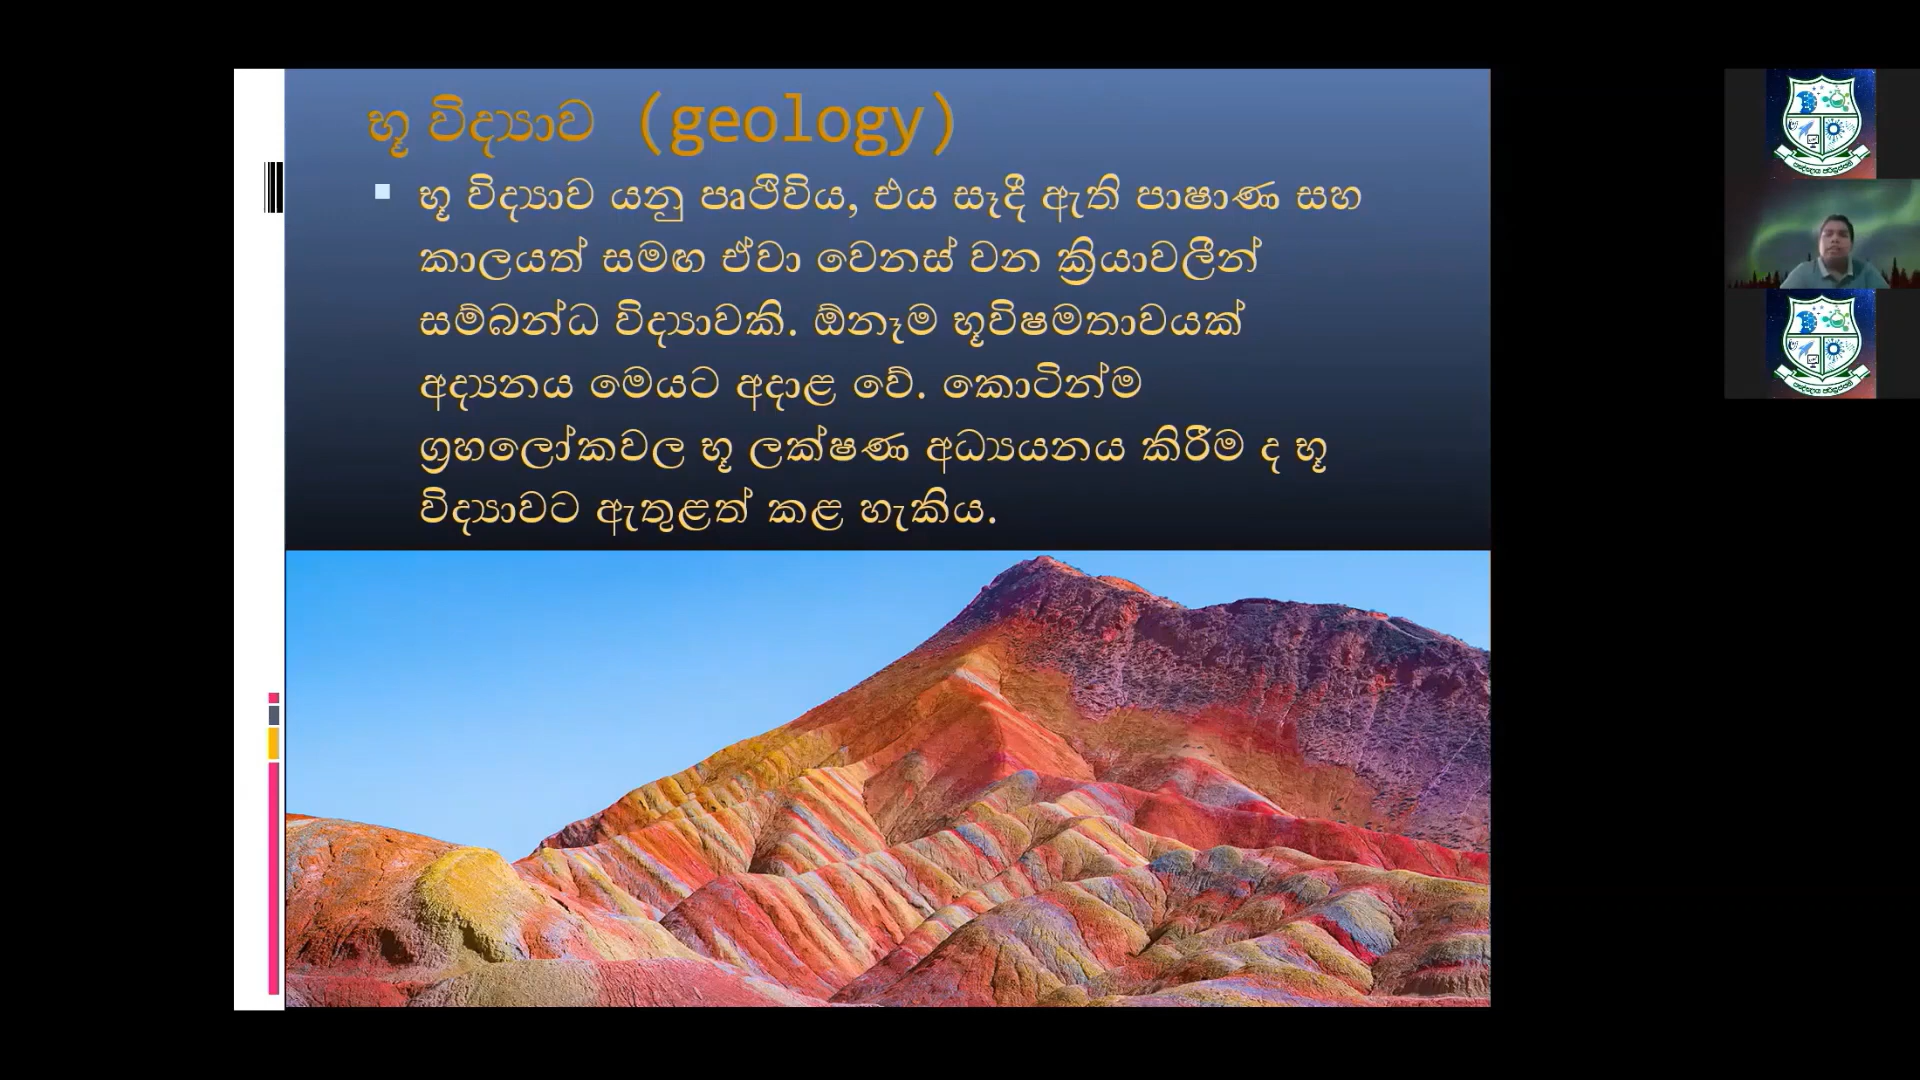 භූ විද්‍යාව (geology)
භූ විද්‍යාව යනු පෘථිවිය, එය සෑදී ඇති පාෂාණ සහ
කාලයත් සමඟ ඒවා වෙනස් වන ක්‍රියාවලීන්
සම්බන්ධ විද්‍යාවකි. ඕනෑම භූවිෂමතාවයක්
අද්‍යනය මෙයට අදාළ වේ. කොටින්ම
ග්‍රහලෝකවල භූ ලක්ෂණ අධ්‍යයනය කිරීම ද භූ
විද්‍යාවට ඇතුළත් කළ හැකිය.